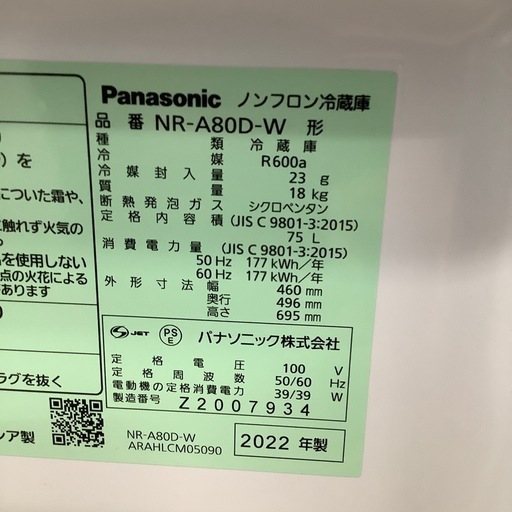 Panasonic ノンフロン冷蔵庫
品番 NR-A80D-W 形
種類 冷蔵庫
冷媒 R600a
冷媒封入量 23 g
質量 18 kg
断熱発泡ガス シクロペンタン
定格内容積 (JIS C 9801-3:2015)
75 L
消費電力量 (JIS C 9801-3:2015)
50 Hz 177 kWh/年
60 Hz 177 kWh/年
外形寸法 幅 460 mm
奥行 496 mm
高さ 695 mm
S JET PSE パナソニック株式会社
定格電圧 100 V
定格周波数 50/60 Hz
電動機の定格消費電力 39/39 W
製造番号 Z2007934
NR-A80D-W
ARAHLCM05090
2022 年製
) を
についた霜や、
に触れず火気の
を使用しない
点の火花による
あります
ラグを抜く
シア製